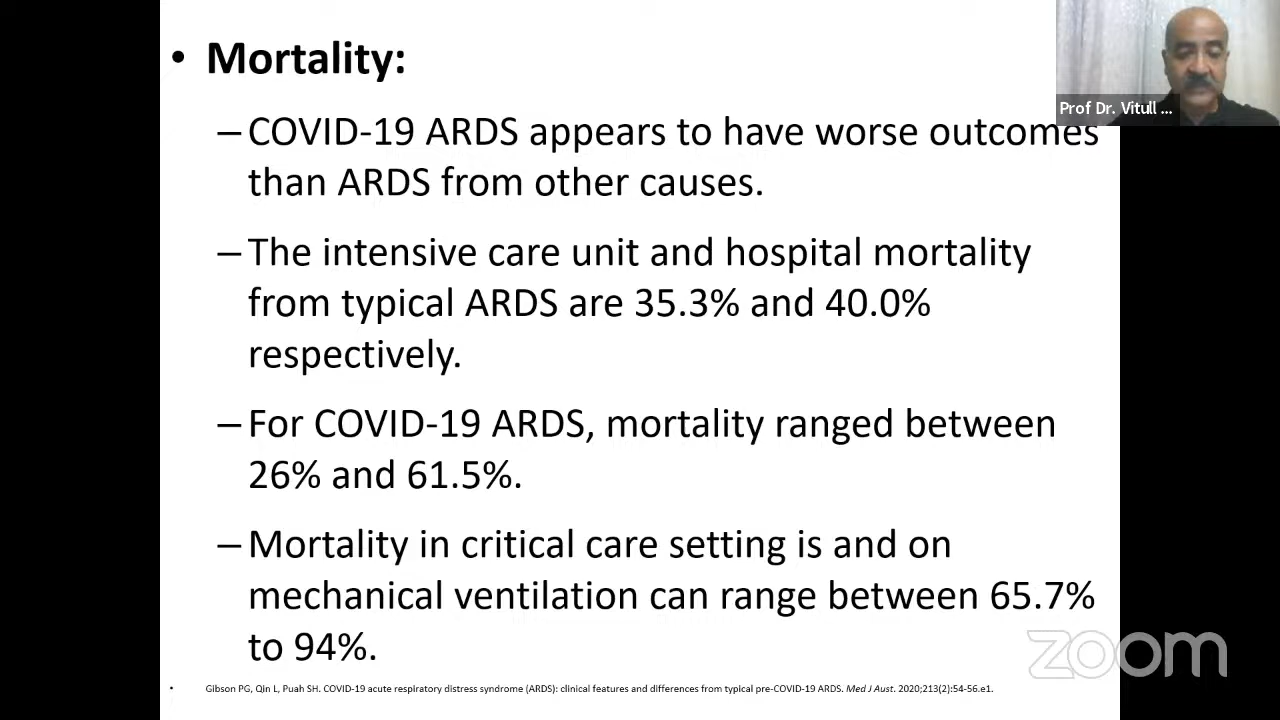 • Mortality:
–COVID-19 ARDS appears to have worse outcomes
than ARDS from other causes.
–The intensive care unit and hospital mortality
from typical ARDS are 35.3% and 40.0%
respectively.
–For COVID-19 ARDS, mortality ranged between
26% and 61.5%.
–Mortality in critical care setting is and on
mechanical ventilation can range between 65.7%
to 94%.
• Gibson PG, Qin L, Puah SH. COVID-19 acute respiratory distress syndrome (ARDS): clinical features and differences from typical pre-COVID-19 ARDS. Med J Aust. 2020;213(2):54-56.e1.
Prof Dr. Vitull ...
zoom